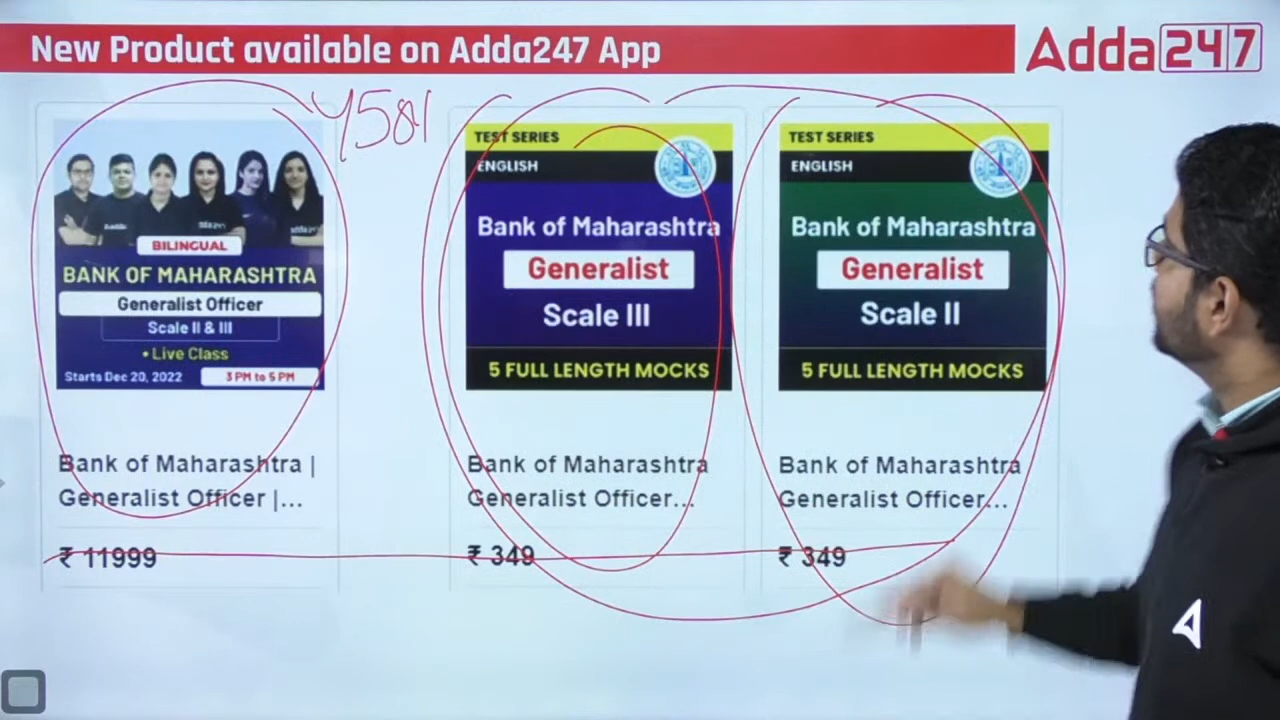 New Product available on Adda247 App
Adda247
Y581
BILINGUAL
BANK OF MAHARASHTRA
Generalist Officer
Scale II & III
• Live Class
Starts Dec 20, 2022 3 PM to 5 PM
Bank of Maharashtra |
Generalist Officer |...
₹ 11999
TEST SERIES
ENGLISH
Bank of Maharashtra
Generalist
Scale III
5 FULL LENGTH MOCKS
Bank of Maharashtra
Generalist Officer...
₹ 349
TEST SERIES
ENGLISH
Bank of Maharashtra
Generalist
Scale II
5 FULL LENGTH MOCKS
Bank of Maharashtra
Generalist Officer...
₹ 349